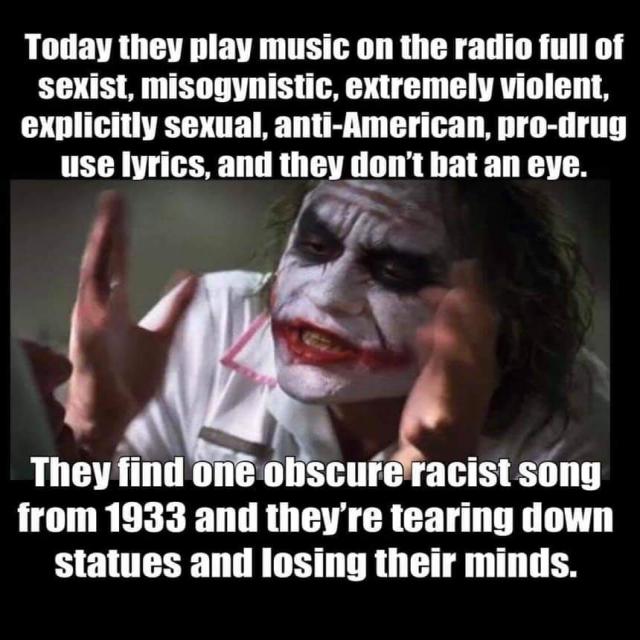 Today they play music on the radio full of
sexist, misogynistic, extremely violent,
explicitly sexual, anti-American, pro-drug
use lyrics, and they don't bat an eye.
They find one obscure racist song
from 1933 and they're tearing down
statues and losing their minds.